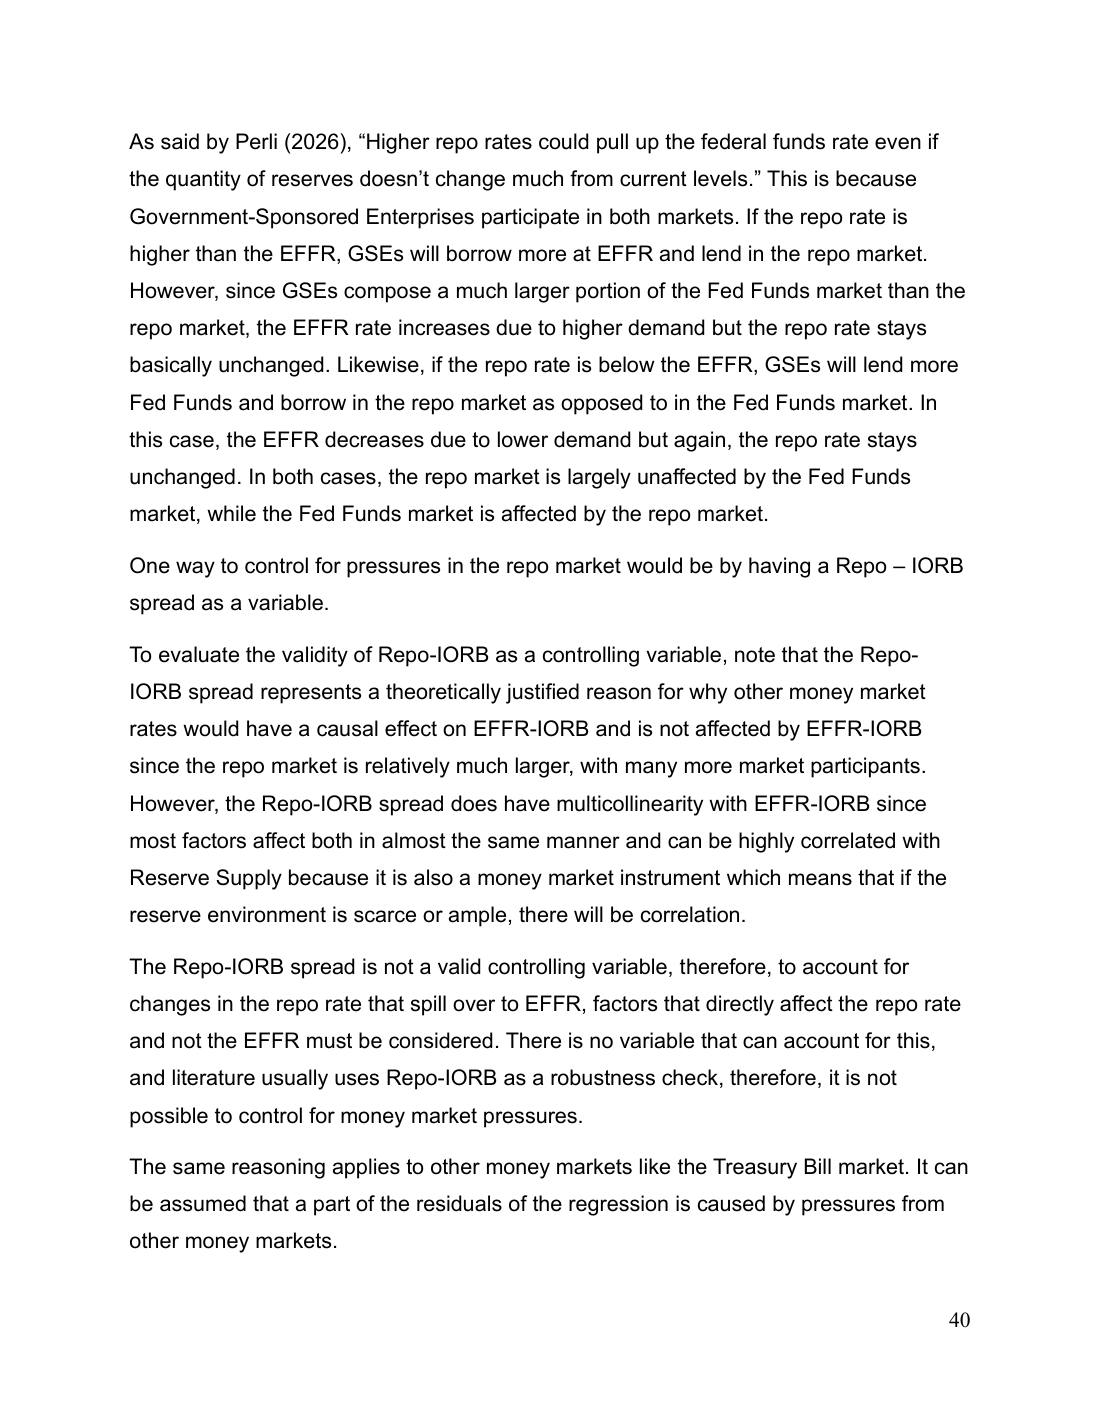 As said by Perli (2026), “Higher repo rates could pull up the federal funds rate even if
the quantity of reserves doesn’t change much from current levels.” This is because
Government-Sponsored Enterprises participate in both markets. If the repo rate is
higher than the EFFR, GSEs will borrow more at EFFR and lend in the repo market.
However, since GSEs compose a much larger portion of the Fed Funds market than the
repo market, the EFFR rate increases due to higher demand but the repo rate stays
basically unchanged. Likewise, if the repo rate is below the EFFR, GSEs will lend more
Fed Funds and borrow in the repo market as opposed to in the Fed Funds market. In
this case, the EFFR decreases due to lower demand but again, the repo rate stays
unchanged. In both cases, the repo market is largely unaffected by the Fed Funds
market, while the Fed Funds market is affected by the repo market.
One way to control for pressures in the repo market would be by having a Repo – IORB
spread as a variable.
To evaluate the validity of Repo-IORB as a controlling variable, note that the Repo-
IORB spread represents a theoretically justified reason for why other money market
rates would have a causal effect on EFFR-IORB and is not affected by EFFR-IORB
since the repo market is relatively much larger, with many more market participants.
However, the Repo-IORB spread does have multicollinearity with EFFR-IORB since
most factors affect both in almost the same manner and can be highly correlated with
Reserve Supply because it is also a money market instrument which means that if the
reserve environment is scarce or ample, there will be correlation.
The Repo-IORB spread is not a valid controlling variable, therefore, to account for
changes in the repo rate that spill over to EFFR, factors that directly affect the repo rate
and not the EFFR must be considered. There is no variable that can account for this,
and literature usually uses Repo-IORB as a robustness check, therefore, it is not
possible to control for money market pressures.
The same reasoning applies to other money markets like the Treasury Bill market. It can
be assumed that a part of the residuals of the regression is caused by pressures from
other money markets.
40